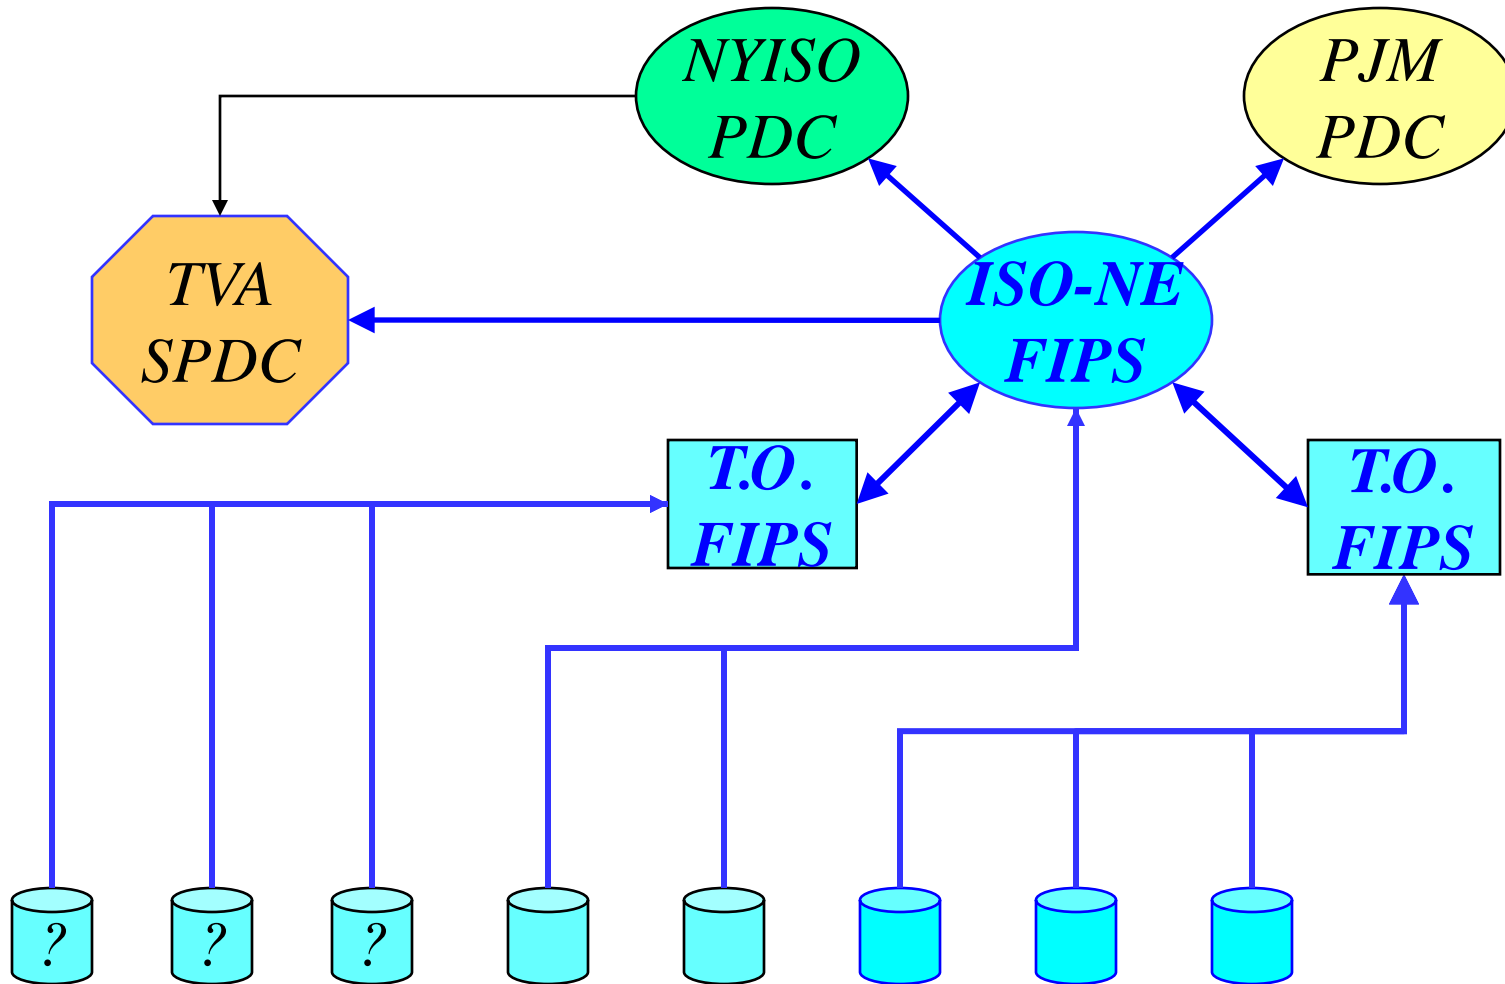 NYISO
PDC
PJM
PDC
TVA
SPDC
ISO-NE
FIPS
T.O.
FIPS
T.O.
FIPS
?
?
?